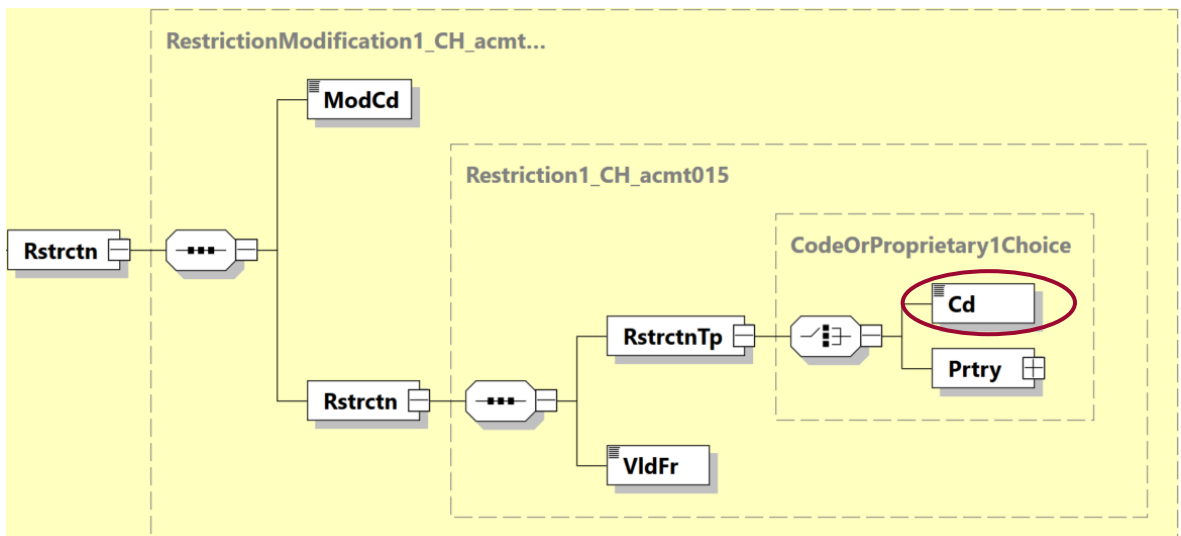 RestrictionModification1_CH_acmt...
ModCd
Restriction1_CH_acmt015
CodeOrProprietary1Choice
Rstrctn
Cd
RstrctnTp
Prtry
Rstrctn
VldFr